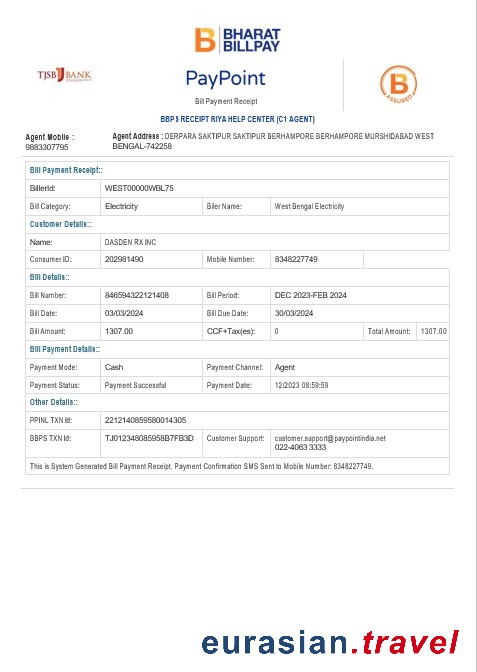 B BHARAT
BILLPAY
TJSB BANK
PayPoint
B
ASSURED
Bill Payment Receipt
BBPS RECEIPT RIYA HELP CENTER (C1 AGENT)
Agent Mobile :
9883307795
Agent Address : DERPARA SAKTIPUR SAKTIPUR BERHAMPORE BERHAMPORE MURSHIDABAD WEST
BENGAL-742258
Bill Payment Receipt::
BillerId: WEST00000WBL75
Bill Category: Electricity Biler Name: West Bengal Electricity
Customer Details::
Name: DASDEN RX INC
Consumer ID: 202981490 Mobile Number: 8348227749
Bill Details::
Bill Number: 846594322121408 Bill Period: DEC 2023-FEB 2024
Bill Date: 03/03/2024 Bill Due Date: 30/03/2024
Bill Amount: 1307.00 CCF+Tax(es): 0 Total Amount: 1307.00
Bill Payment Details::
Payment Mode: Cash Payment Channel: Agent
Payment Status: Payment Successful Payment Date: 12/2023 08:59:59
Other Details::
PPINL TXN Id: 2212140859580014305
BBPS TXN Id: TJ012348085958B7FB3D Customer Support: customer.support@paypointindia.net
022-4063 3333
This is System Generated Bill Payment Receipt. Payment Confirmation SMS Sent to Mobile Number: 8348227749.
eurasian.travel